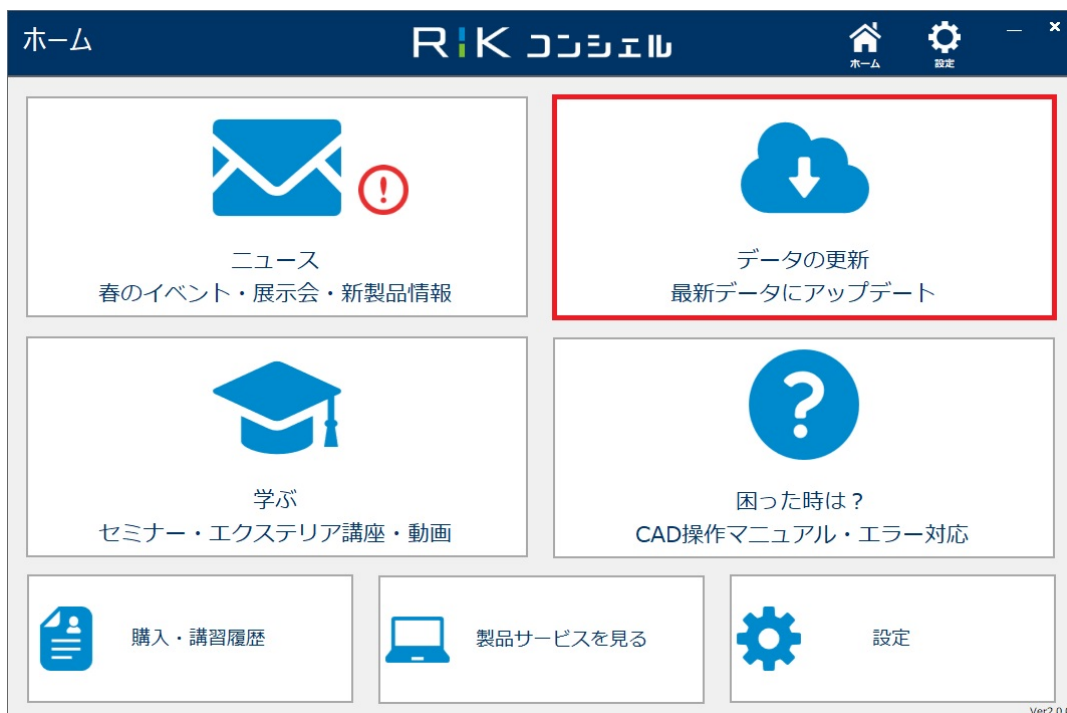 ホーム
RIK コンシェル
ホーム
設定
ニュース
春のイベント・展示会・新製品情報
データの更新
最新データにアップデート
学ぶ
セミナー・エクステリア講座・動画
困った時は？
CAD操作マニュアル・エラー対応
購入・講習履歴
製品サービスを見る
設定